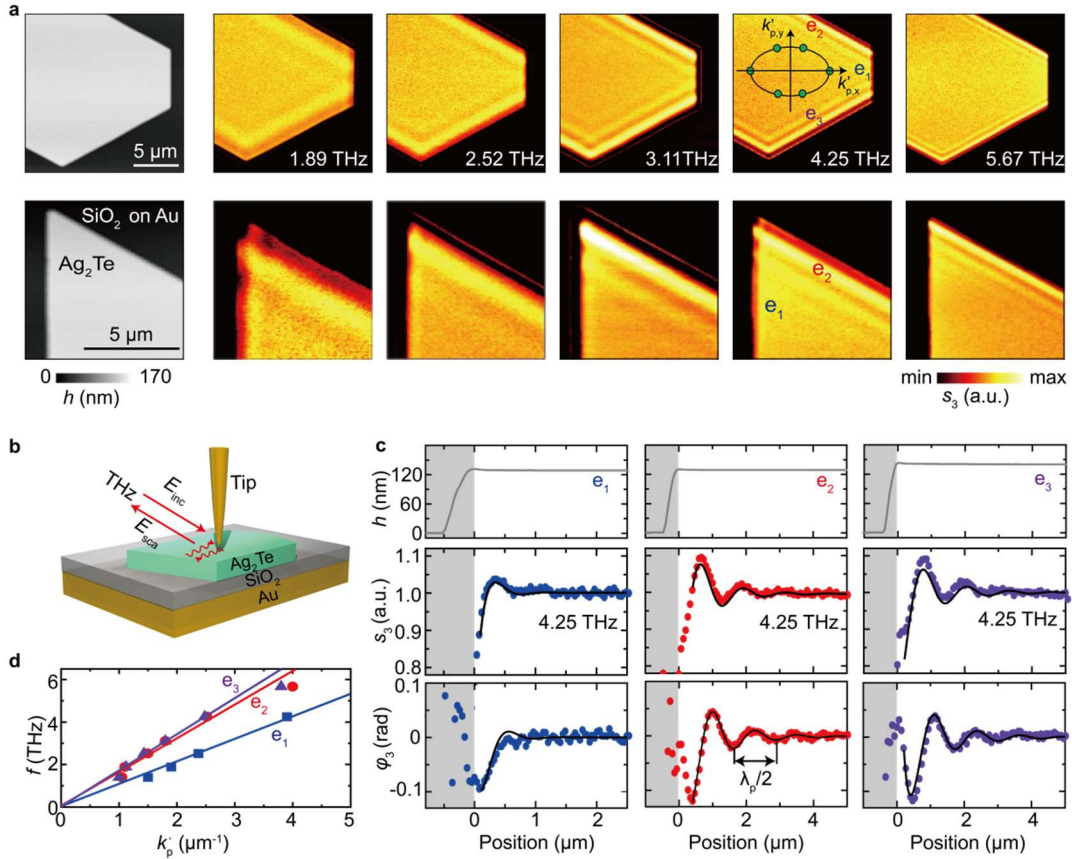 a
5 μm
1.89 THz
2.52 THz
3.11THz
k'p,y
e2
e1
k'p,x
e3
4.25 THz
5.67 THz
SiO2 on Au
Ag2Te
5 μm
e2
e1
0 170
h (nm)
min max
s3 (a.u.)
b
THz
Einc
Esca
Tip
Ag2Te
SiO2
Au
c
h (nm)
120
60
0
e1
e2
e3
s3 (a.u.)
1.1
1.0
0.9
0.8
4.25 THz
4.25 THz
4.25 THz
φ3 (rad)
0.1
0
-0.1
λp/2
0 1 2
0 2 4
0 2 4
Position (μm)
Position (μm)
Position (μm)
d
f (THz)
6
4
2
0
e3
e2
e1
0 1 2 3 4 5
k'p (μm-1)